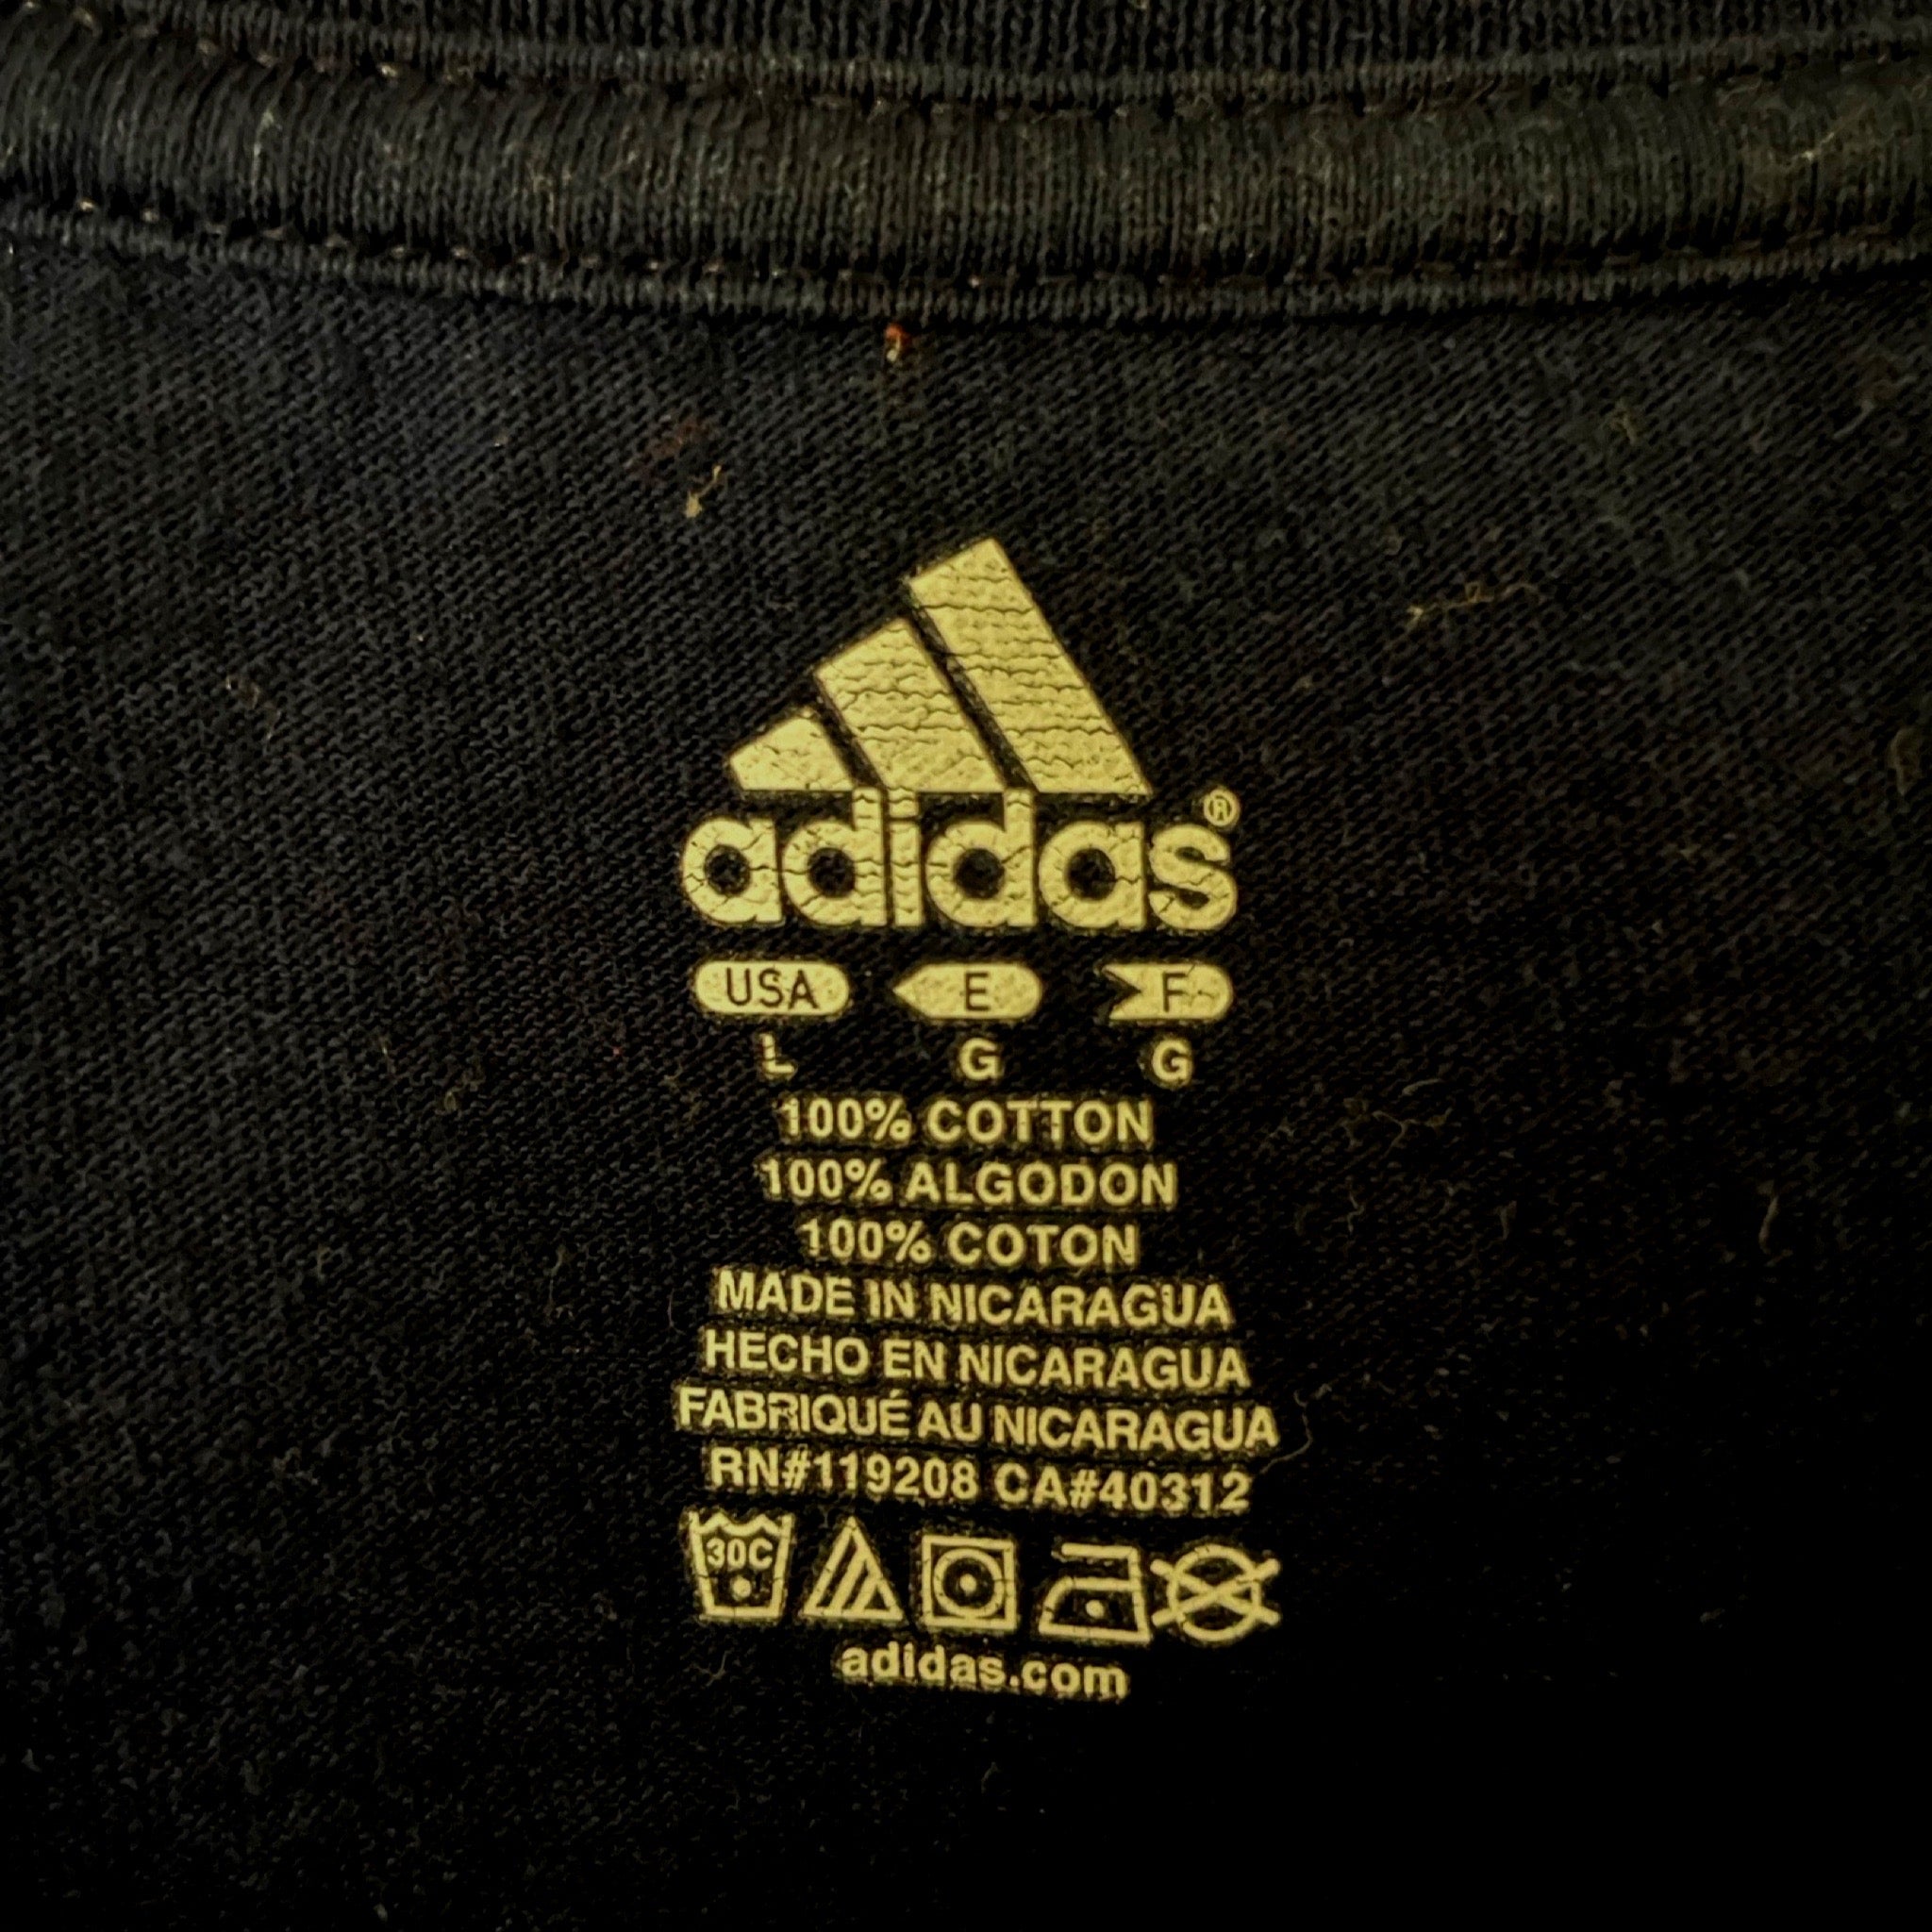 adidas®
USA E F
L G G
100% COTTON
100% ALGODON
100% COTON
MADE IN NICARAGUA
HECHO EN NICARAGUA
FABRIQUÉ AU NICARAGUA
RN#119208 CA#40312
30C
adidas.com